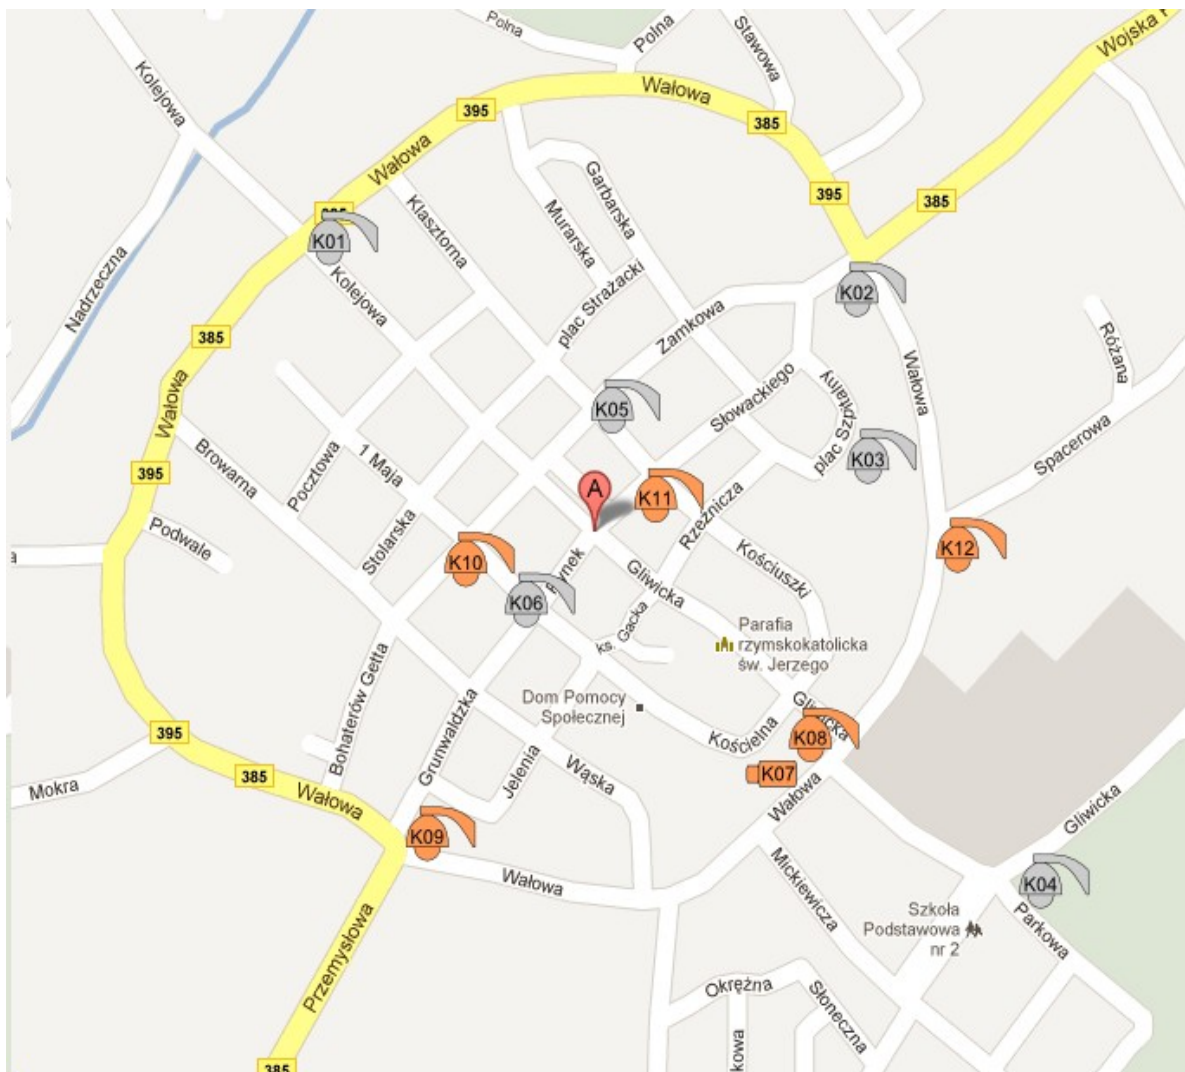 Polna
Polna
Stawowa
Wojska
Kolejowa
395
Wałowa
385
Wałowa
Garbarska
395
385
Klasztorna
Murarska
385
K01
Nadrzeczna
Kolejowa
plac Strażacki
K02
Zamkowa
385
Różana
Wałowa
Wałowa
Słowackiego
plac Szpitalny
K05
Spacerowa
K03
Browarna
1 Maja
Pocztowa
395
A
K11
Rzeźnicza
Podwale
Stolarska
K10
Rynek
Kościuszki
K12
a
Gliwicka
K06
ks. Gacka
Parafia
rzymskokatolicka
św. Jerzego
Bohaterów Getta
Grunwaldzka
Dom Pomocy
Społecznej
Gliwicka
Kościelna
K08
395
Jelenia
Wąska
K07
385
Mokra
Wałowa
Wałowa
Gliwicka
K09
Wałowa
Mickiewicza
K04
Szkoła
Podstawowa
nr 2
Parkowa
Przemysłowa
Okrężna
Słoneczna
kowa
385